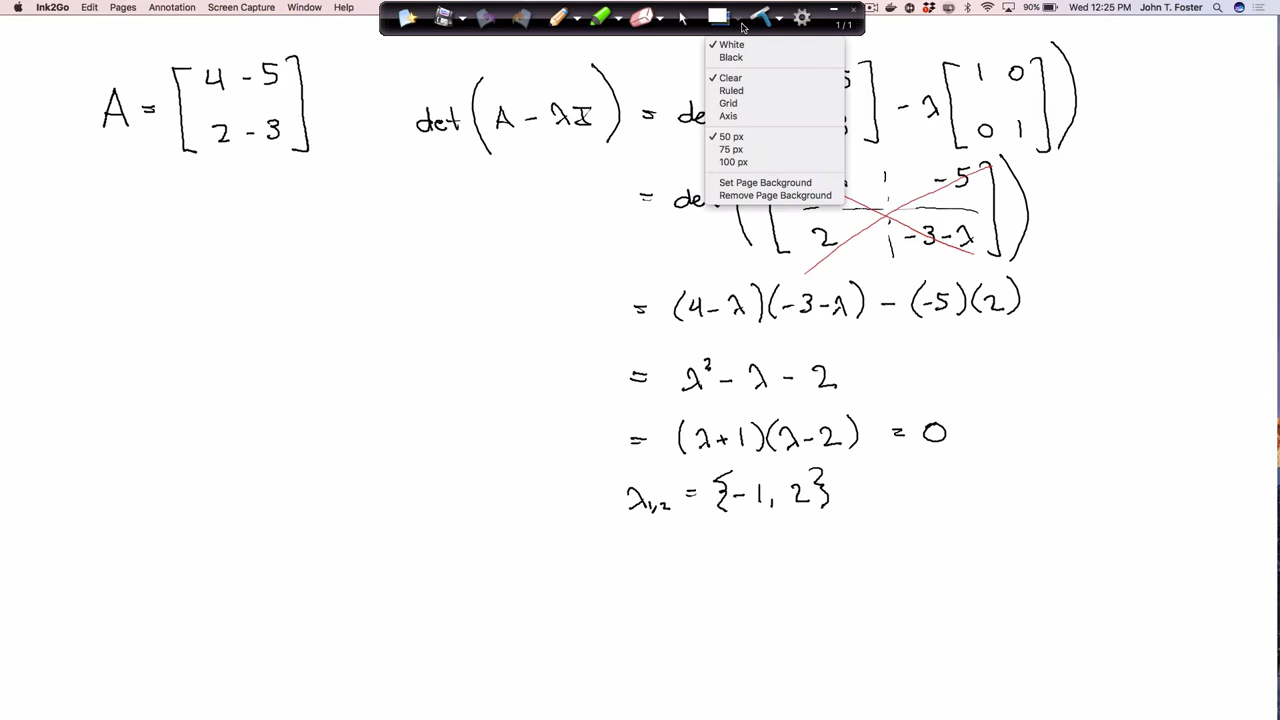 Ink2Go Edit Pages Annotation Screen Capture Window Help 90% Wed 12:25 PM John T. Foster
1 / 1
White
Black
Clear
Ruled
Grid
Axis
50 px
75 px
100 px
Set Page Background
Remove Page Background
A = [4 -5
2 -3]
det(A - λI) = de
- λ [1 0
0 1])
= de
-5
2 -3-λ])
= (4-λ)(-3-λ) - (-5)(2)
= λ² - λ - 2
= (λ+1)(λ-2) = 0
λ₁,₂ = {-1, 2}